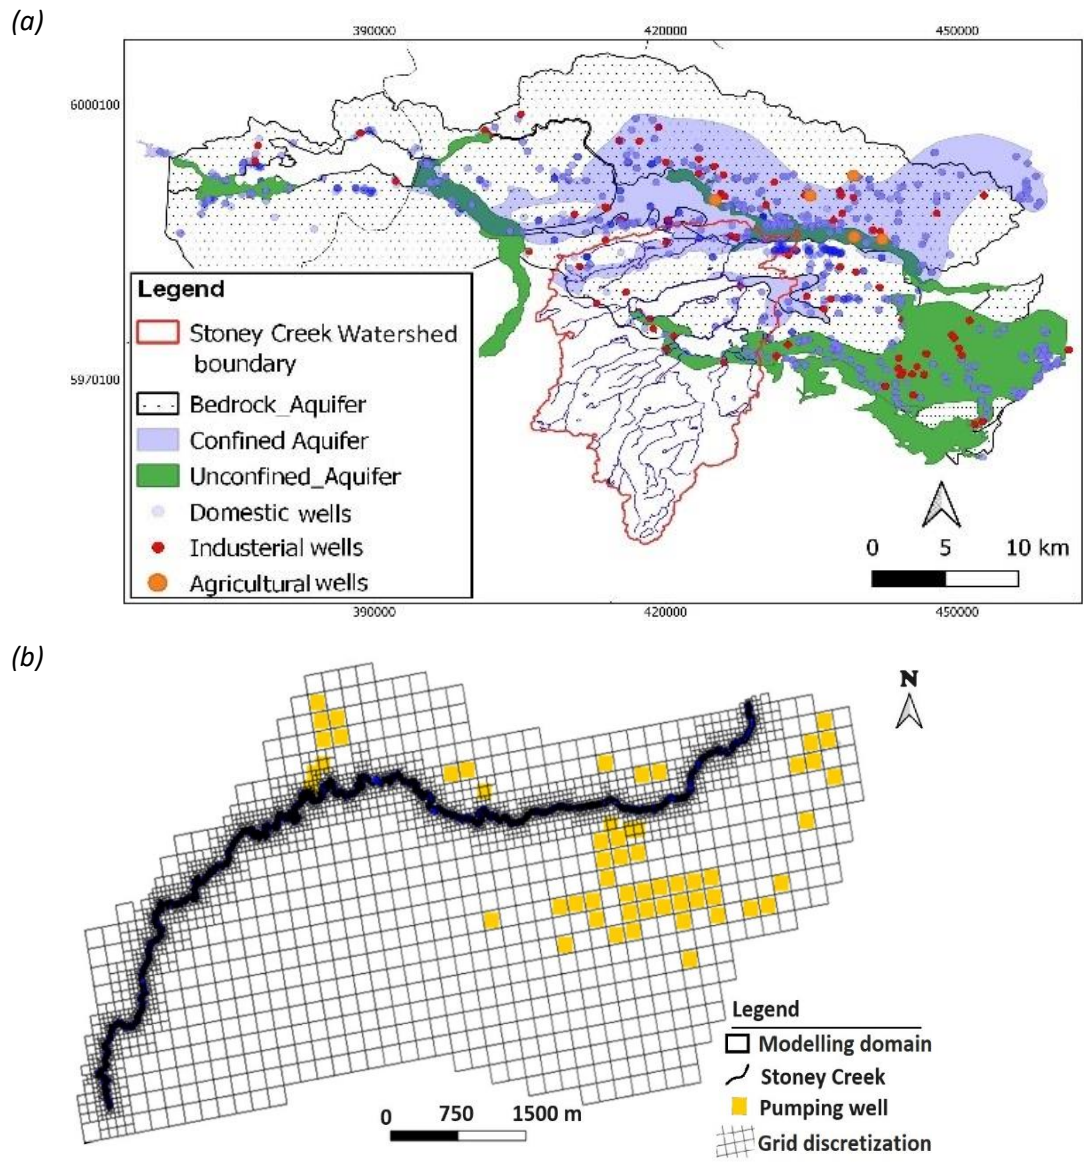 (a)
390000 420000 450000
6000100
5970100
Legend
Stoney Creek Watershed
boundary
Bedrock_Aquifer
Confined Aquifer
Unconfined_Aquifer
Domestic wells
Industerial wells
Agricultural wells
0 5 10 km
390000 420000 450000
(b)
N
Legend
Modelling domain
Stoney Creek
Pumping well
Grid discretization
0 750 1500 m